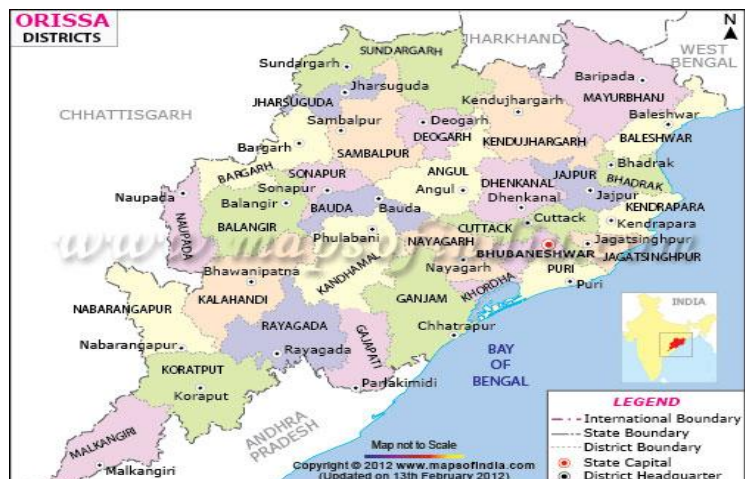 ORISSA
DISTRICTS
N
JHARKHAND
WEST
BENGAL
CHHATTISGARH
SUNDARGARH
Sundargarh
Jharsuguda
JHARSUGUDA
Baripada
MAYURBHANJ
Kendujhargarh
Sambalpur
Deogarh
DEOGARH
KENDUJHARGARH
Baleshwar
BALESHWAR
Bargarh
SAMBALPUR
BARGARH
ANGUL
Angul
JAJPUR
Bhadrak
BHADRAK
SONAPUR
Sonapur
DHENKANAL
Dhenkanal
Jajpur
Naupada
NAUPADA
Balangir
BALANGIR
BAUDA
Bauda
KENDRAPARA
Kendrapara
Cuttack
CUTTACK
Phulabani
NAYAGARH
Nayagarh
Jagatsinghpur
JAGATSINGHPUR
BHUBANESHWAR
www.mapsofindia.com
Bhawanipatna
KALAHANDI
KANDHAMAL
PURI
Puri
KHORDHA
GANJAM
NABARANGAPUR
Nabarangapur
RAYAGADA
Rayagada
GAJAPATI
Chhatrapur
BAY
OF
BENGAL
INDIA
KORATPUT
Koraput
Parlakimidi
ANDHRA
PRADESH
MALKANGIRI
Malkangiri
Map not to Scale
Copyright © 2012 www.mapsofindia.com
(Updated on 13th February 2012)
LEGEND
International Boundary
State Boundary
District Boundary
State Capital
District Headquarter